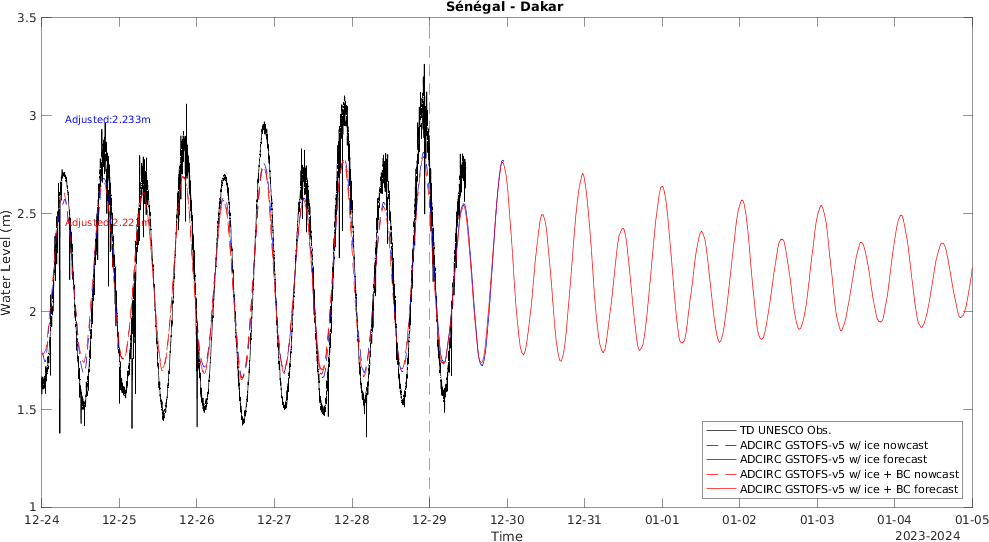 Sénégal - Dakar
3.5
3
2.5
2
1.5
1
Water Level (m)
Adjusted:2.233m
Adjusted:2.221m
TD UNESCO Obs.
ADCIRC GSTOFS-v5 w/ ice nowcast
ADCIRC GSTOFS-v5 w/ ice forecast
ADCIRC GSTOFS-v5 w/ ice + BC nowcast
ADCIRC GSTOFS-v5 w/ ice + BC forecast
12-24 12-25 12-26 12-27 12-28 12-29 12-30 12-31 01-01 01-02 01-03 01-04 01-05
Time
2023-2024